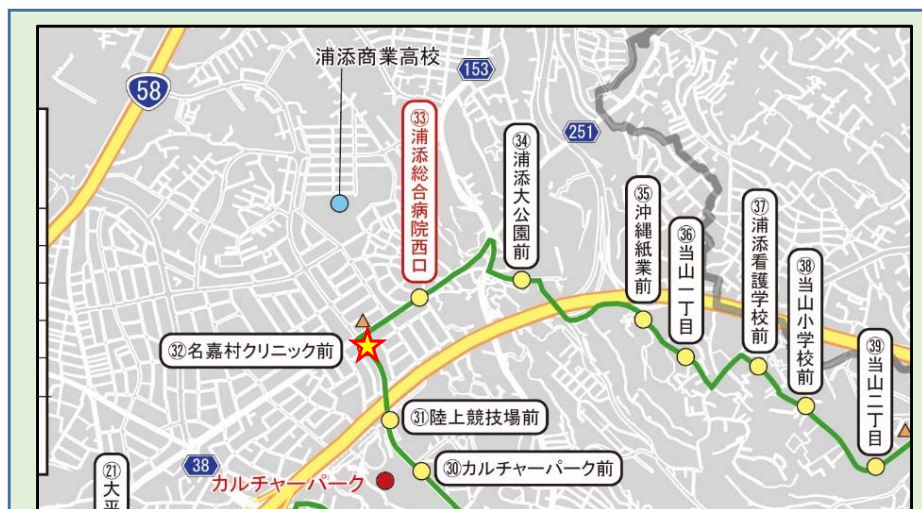 浦添商業高校
58
153
251
㉝浦添総合病院西口
㉞浦添大公園前
㉟沖縄紙業前
㊱当山一丁目
㊲浦添看護学校前
㊳当山小学校前
㊴当山二丁目
㉜名嘉村クリニック前
㉛陸上競技場前
㉚カルチャーパーク前
カルチャーパーク
38
㉑大平